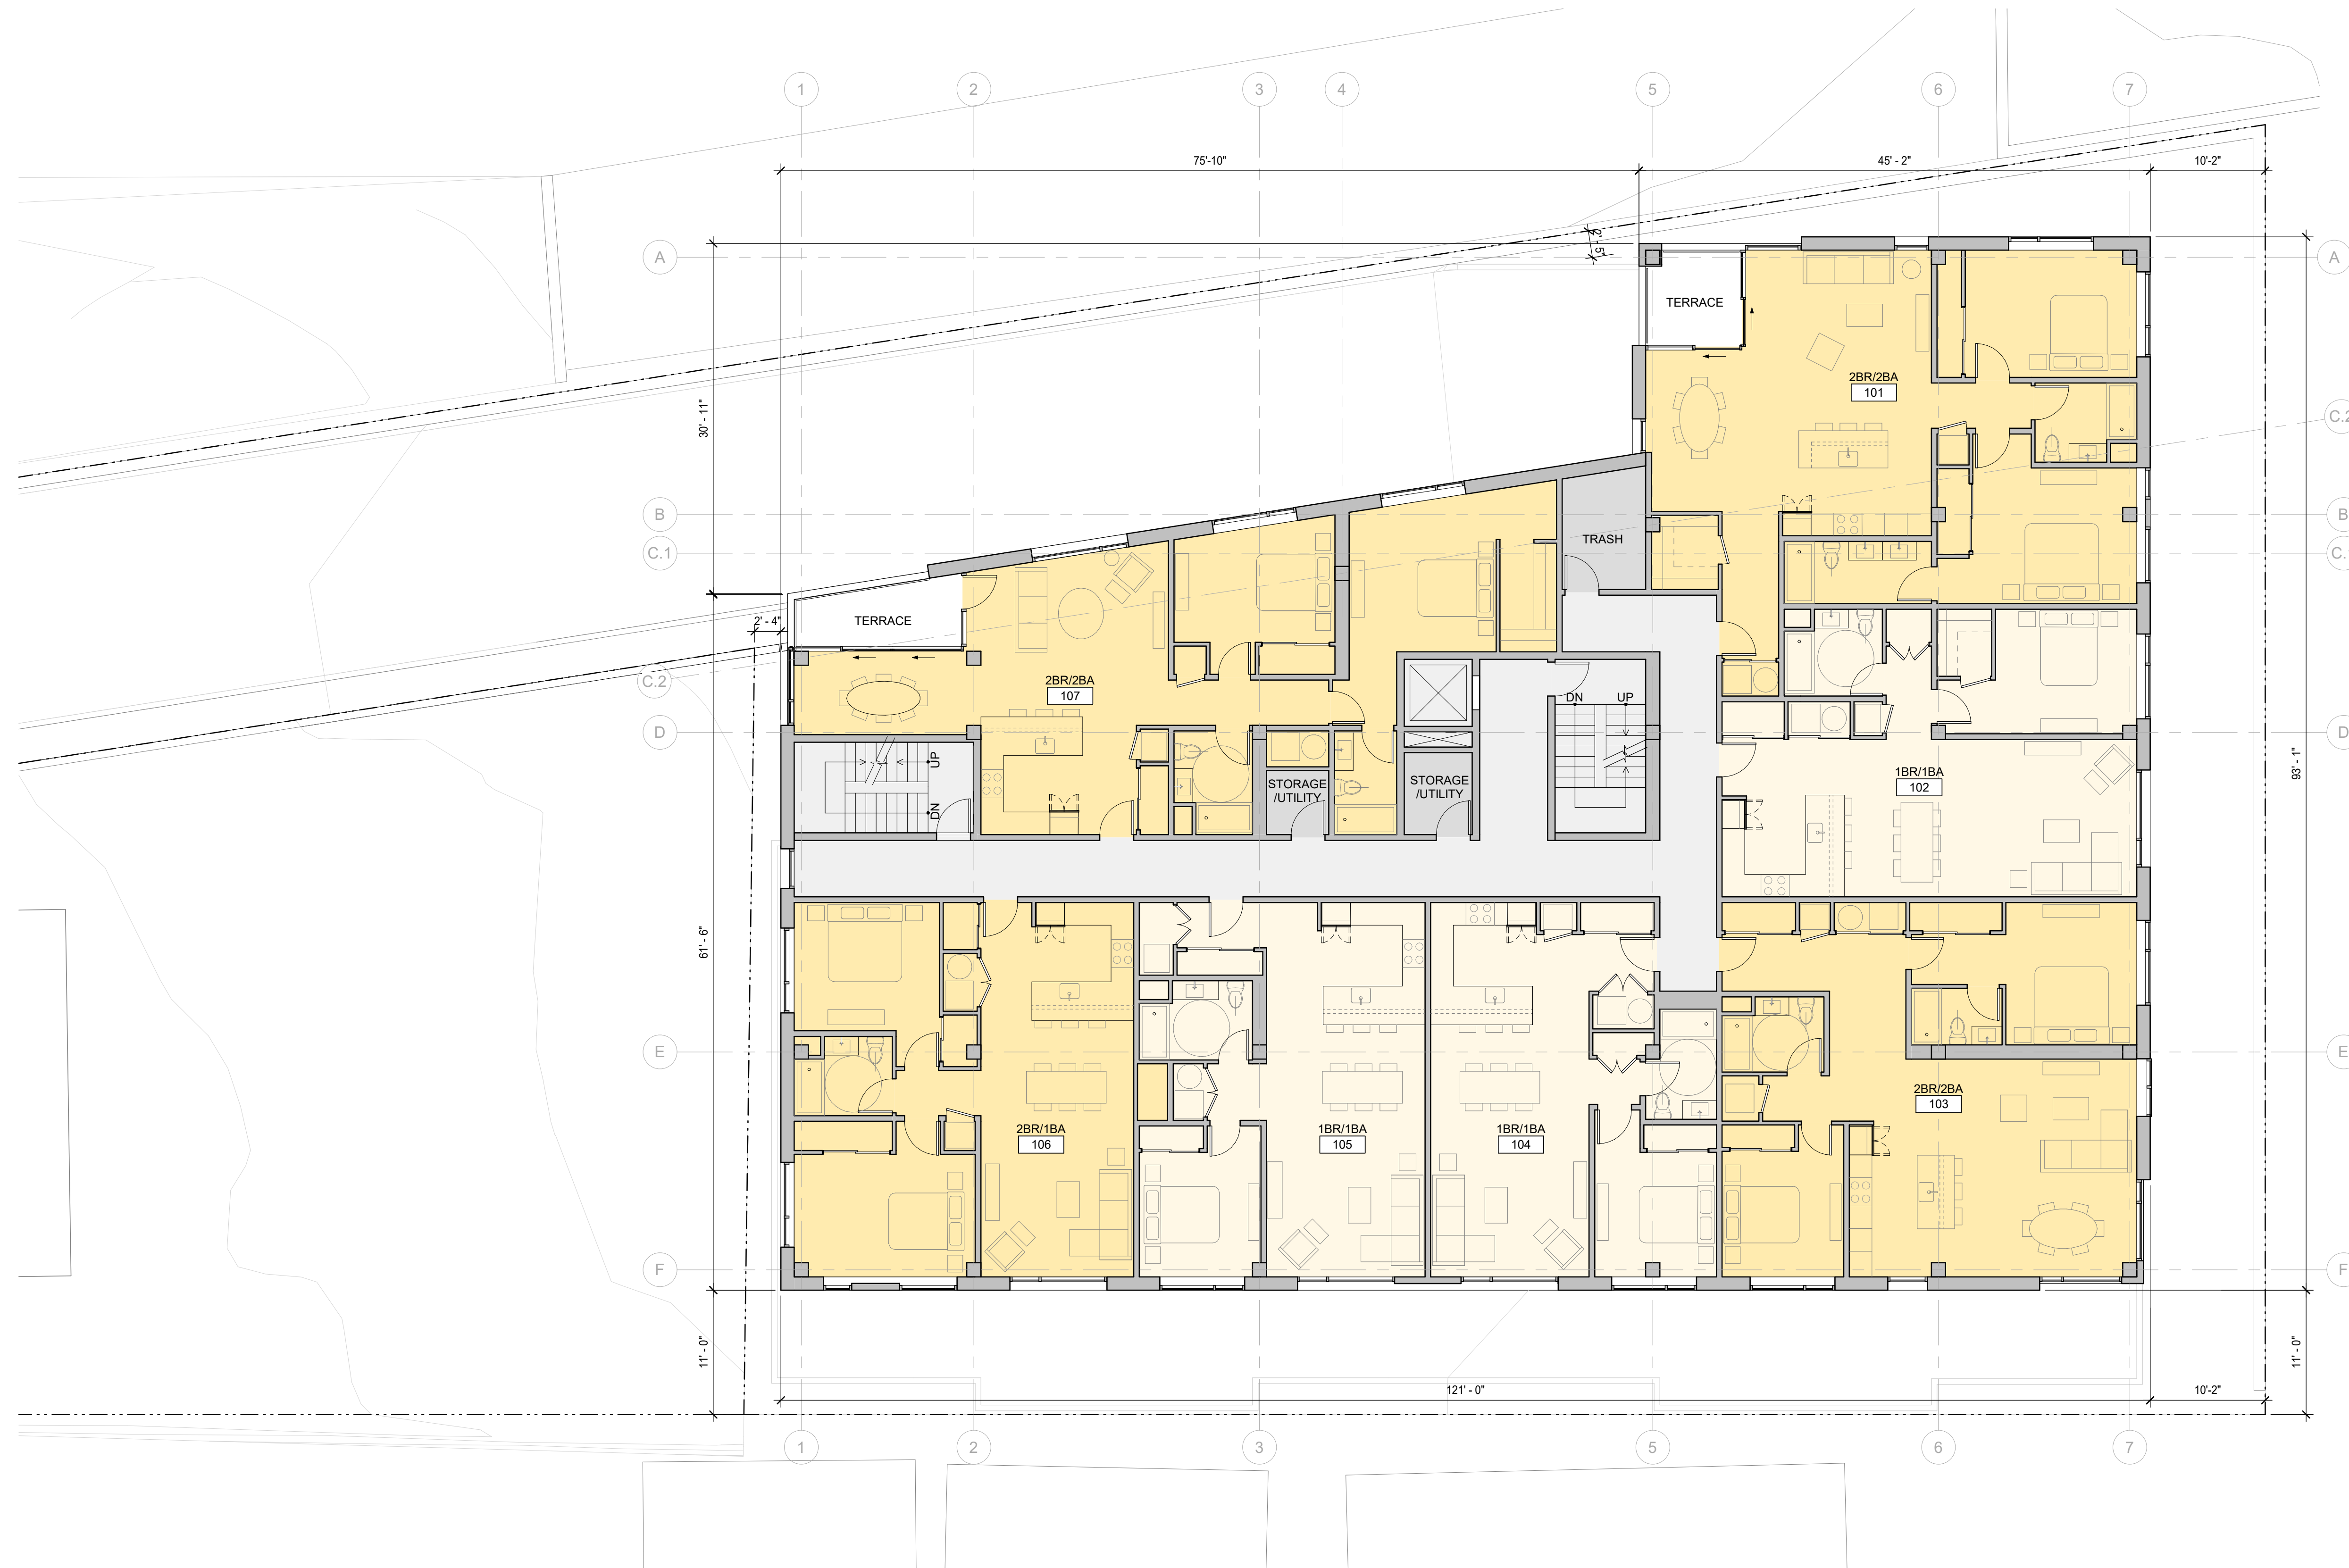 1
2
3
4
5
6
7
75'-10"
45' - 2"
10'-2"
2' - 5"
A
A
TERRACE
30' - 11"
2BR/2BA
101
C.2
B
B
C.1
C.
TRASH
2' - 4"
TERRACE
C.2
2BR/2BA
107
DN
UP
D
D
UP
DN
STORAGE
/UTILITY
STORAGE
/UTILITY
1BR/1BA
102
93' - 1"
61' - 6"
E
E
2BR/2BA
103
2BR/1BA
106
1BR/1BA
105
1BR/1BA
104
F
F
11' - 0"
11' - 0"
121' - 0"
10'-2"
1
2
3
5
6
7